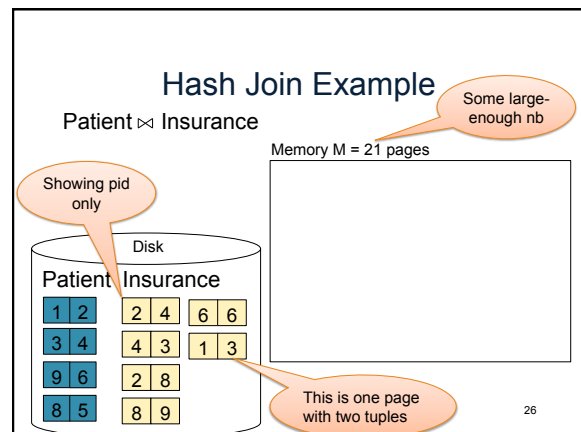 Hash Join Example
Patient ⋈ Insurance
Some large-
enough nb
Memory M = 21 pages
Showing pid
only
Disk
Patient Insurance
1 2 2 4 6 6
3 4 4 3 1 3
9 6 2 8
8 5 8 9
This is one page
with two tuples
26